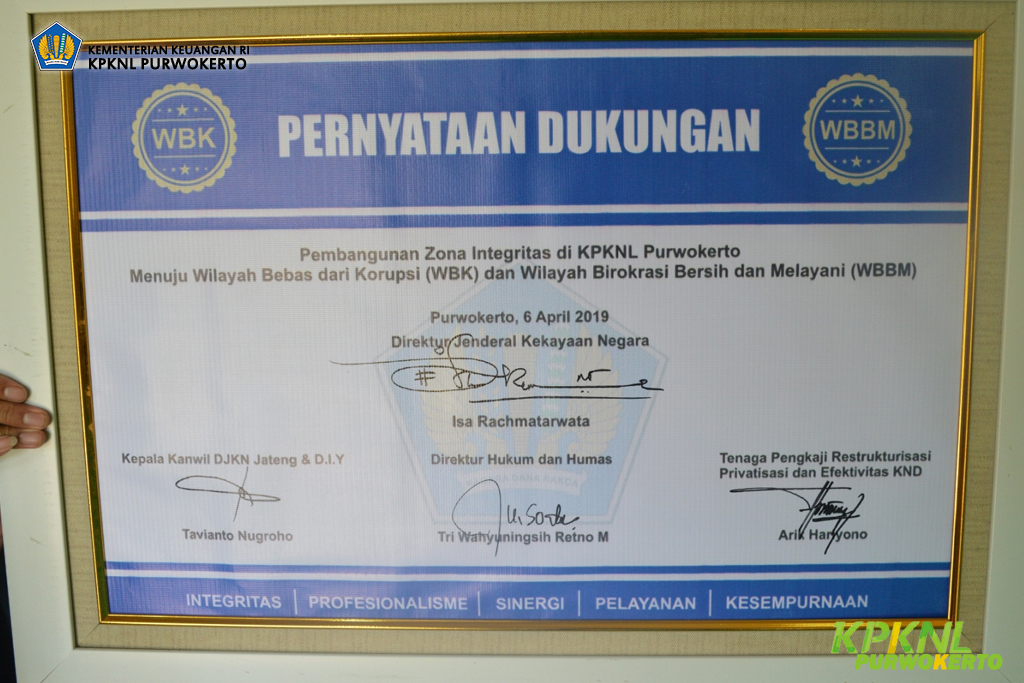 KEMENTERIAN KEUANGAN RI
KPKNL PURWOKERTO
WBK
PERNYATAAN DUKUNGAN
WBBM
Pembangunan Zona Integritas di KPKNL Purwokerto
Menuju Wilayah Bebas dari Korupsi (WBK) dan Wilayah Birokrasi Bersih dan Melayani (WBBM)
Purwokerto, 6 April 2019
Direktur Jenderal Kekayaan Negara
Isa Rachmatarwata
Kepala Kanwil DJKN Jateng & D.I.Y
Tavianto Nugroho
Direktur Hukum dan Humas
Tri Wahyuningsih Retno M
Tenaga Pengkaji Restrukturisasi
Privatisasi dan Efektivitas KND
Arik Haryono
INTEGRITAS | PROFESIONALISME | SINERGI | PELAYANAN | KESEMPURNAAN
KPKNL
PURWOKERTO